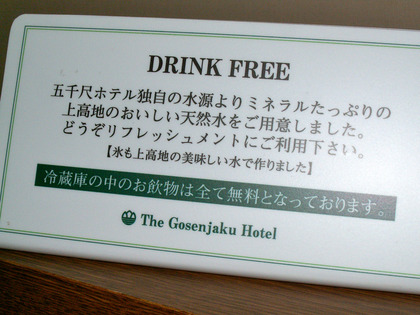 DRINK FREE
五千尺ホテル独自の水源よりミネラルたっぷりの
上高地のおいしい天然水をご用意しました。
どうぞリフレッシュメントにご利用下さい。
【氷も上高地の美味しい水で作りました】
冷蔵庫の中のお飲物は全て無料となっております。
The Gosenjaku Hotel